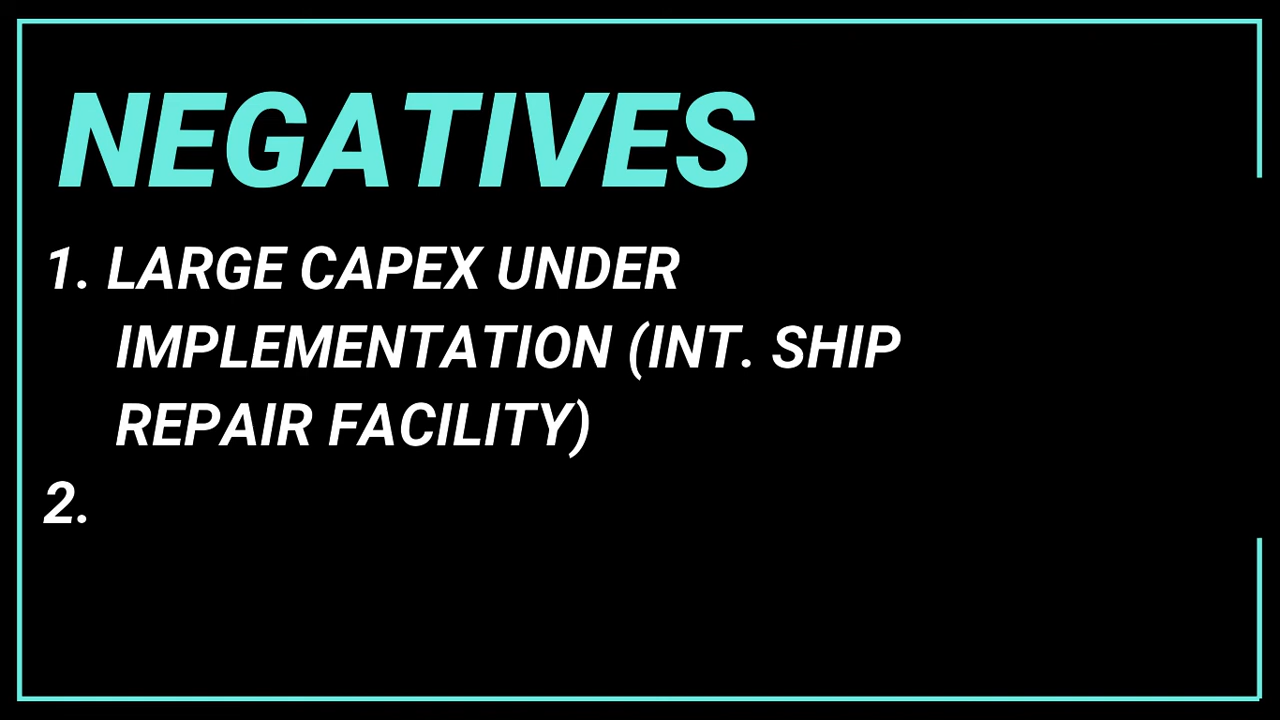 NEGATIVES
1. LARGE CAPEX UNDER
IMPLEMENTATION (INT. SHIP
REPAIR FACILITY)
2.